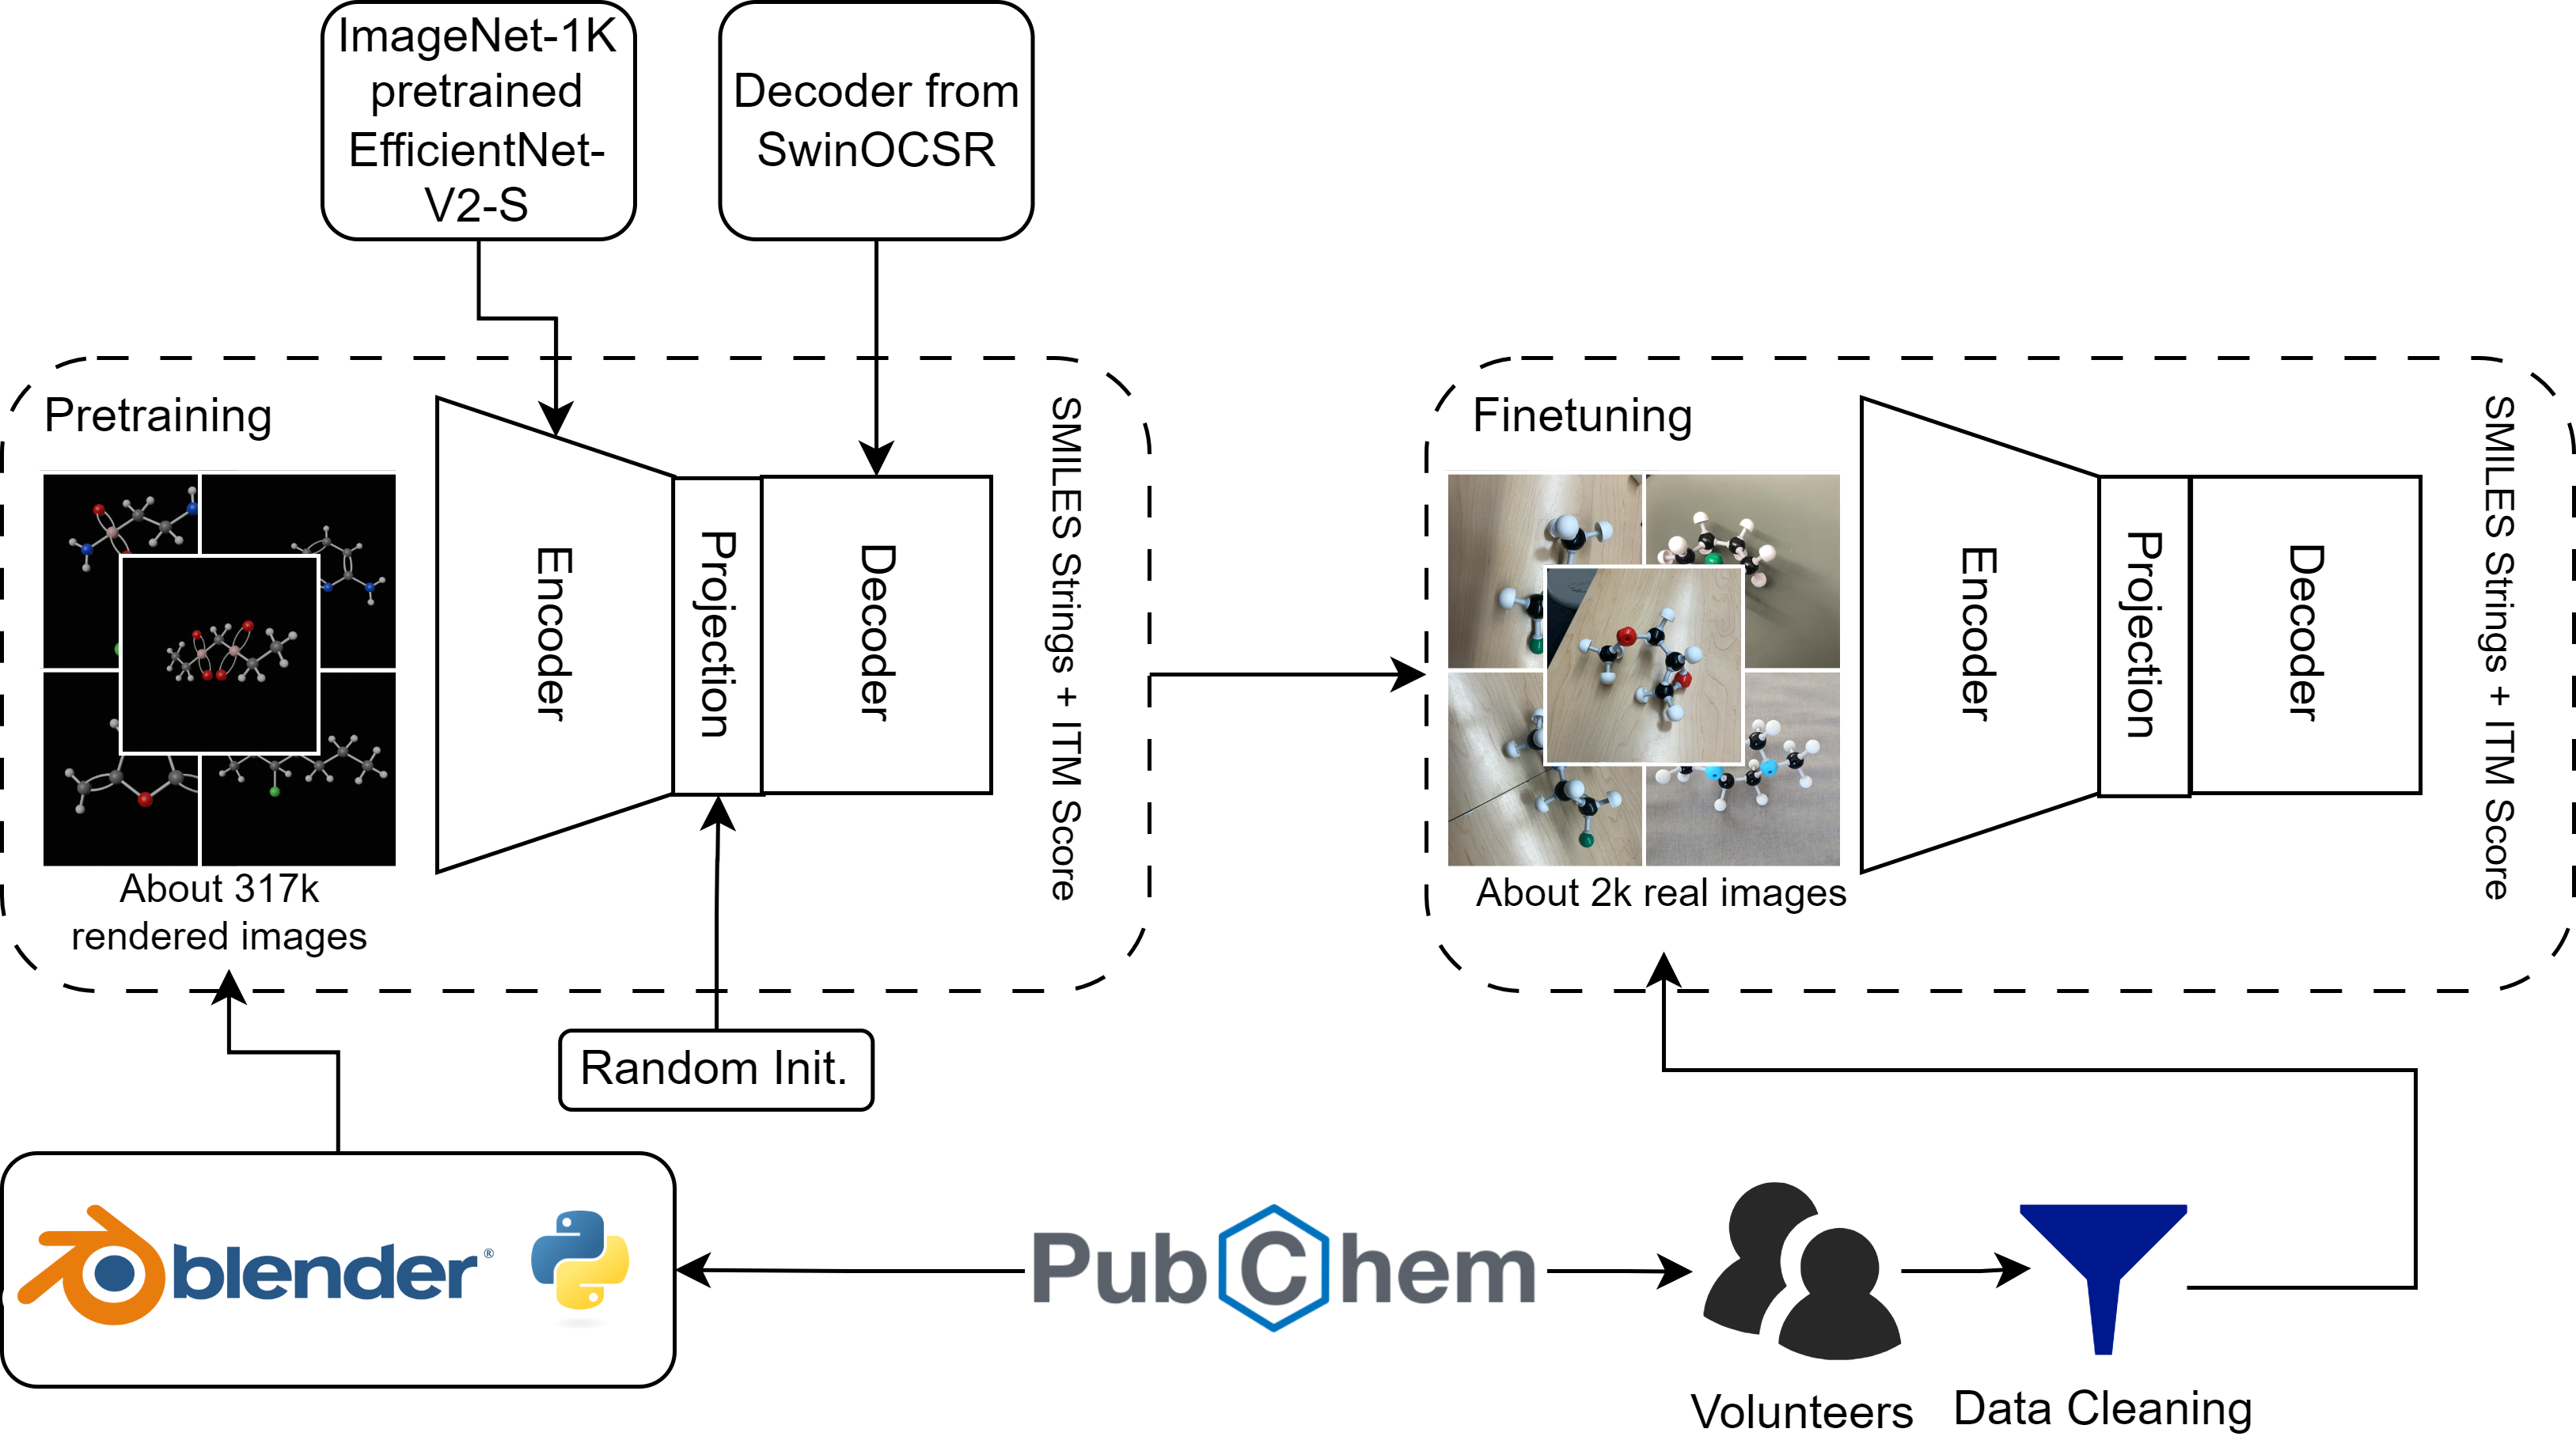 ImageNet-1K
pretrained
EfficientNet-
V2-S
Decoder from
SwinOCSR
Pretraining
Encoder
Projection
Decoder
SMILES Strings + ITM Score
About 317k
rendered images
Random Init.
Finetuning
Encoder
Projection
Decoder
SMILES Strings + ITM Score
About 2k real images
blender®
PubChem
Volunteers
Data Cleaning